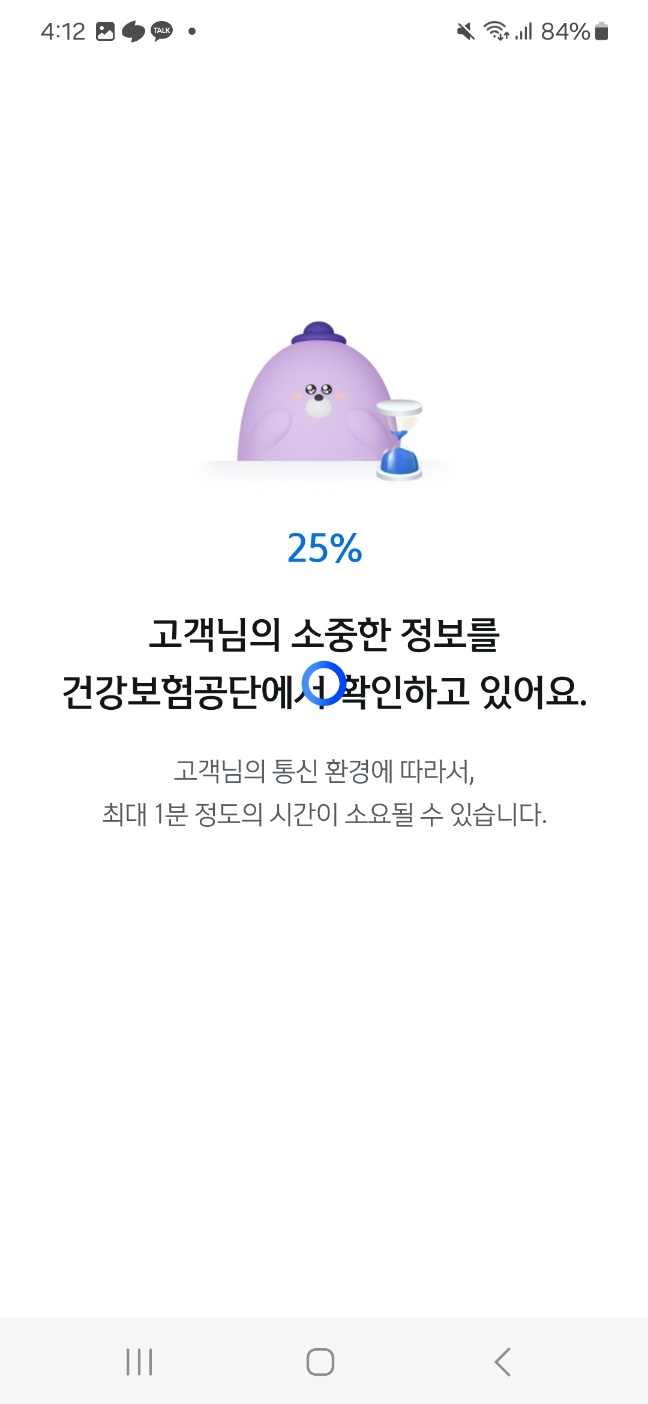 4:12 TALK 84%
25%
고객님의 소중한 정보를
건강보험공단에서 확인하고 있어요.
고객님의 통신 환경에 따라서,
최대 1분 정도의 시간이 소요될 수 있습니다.